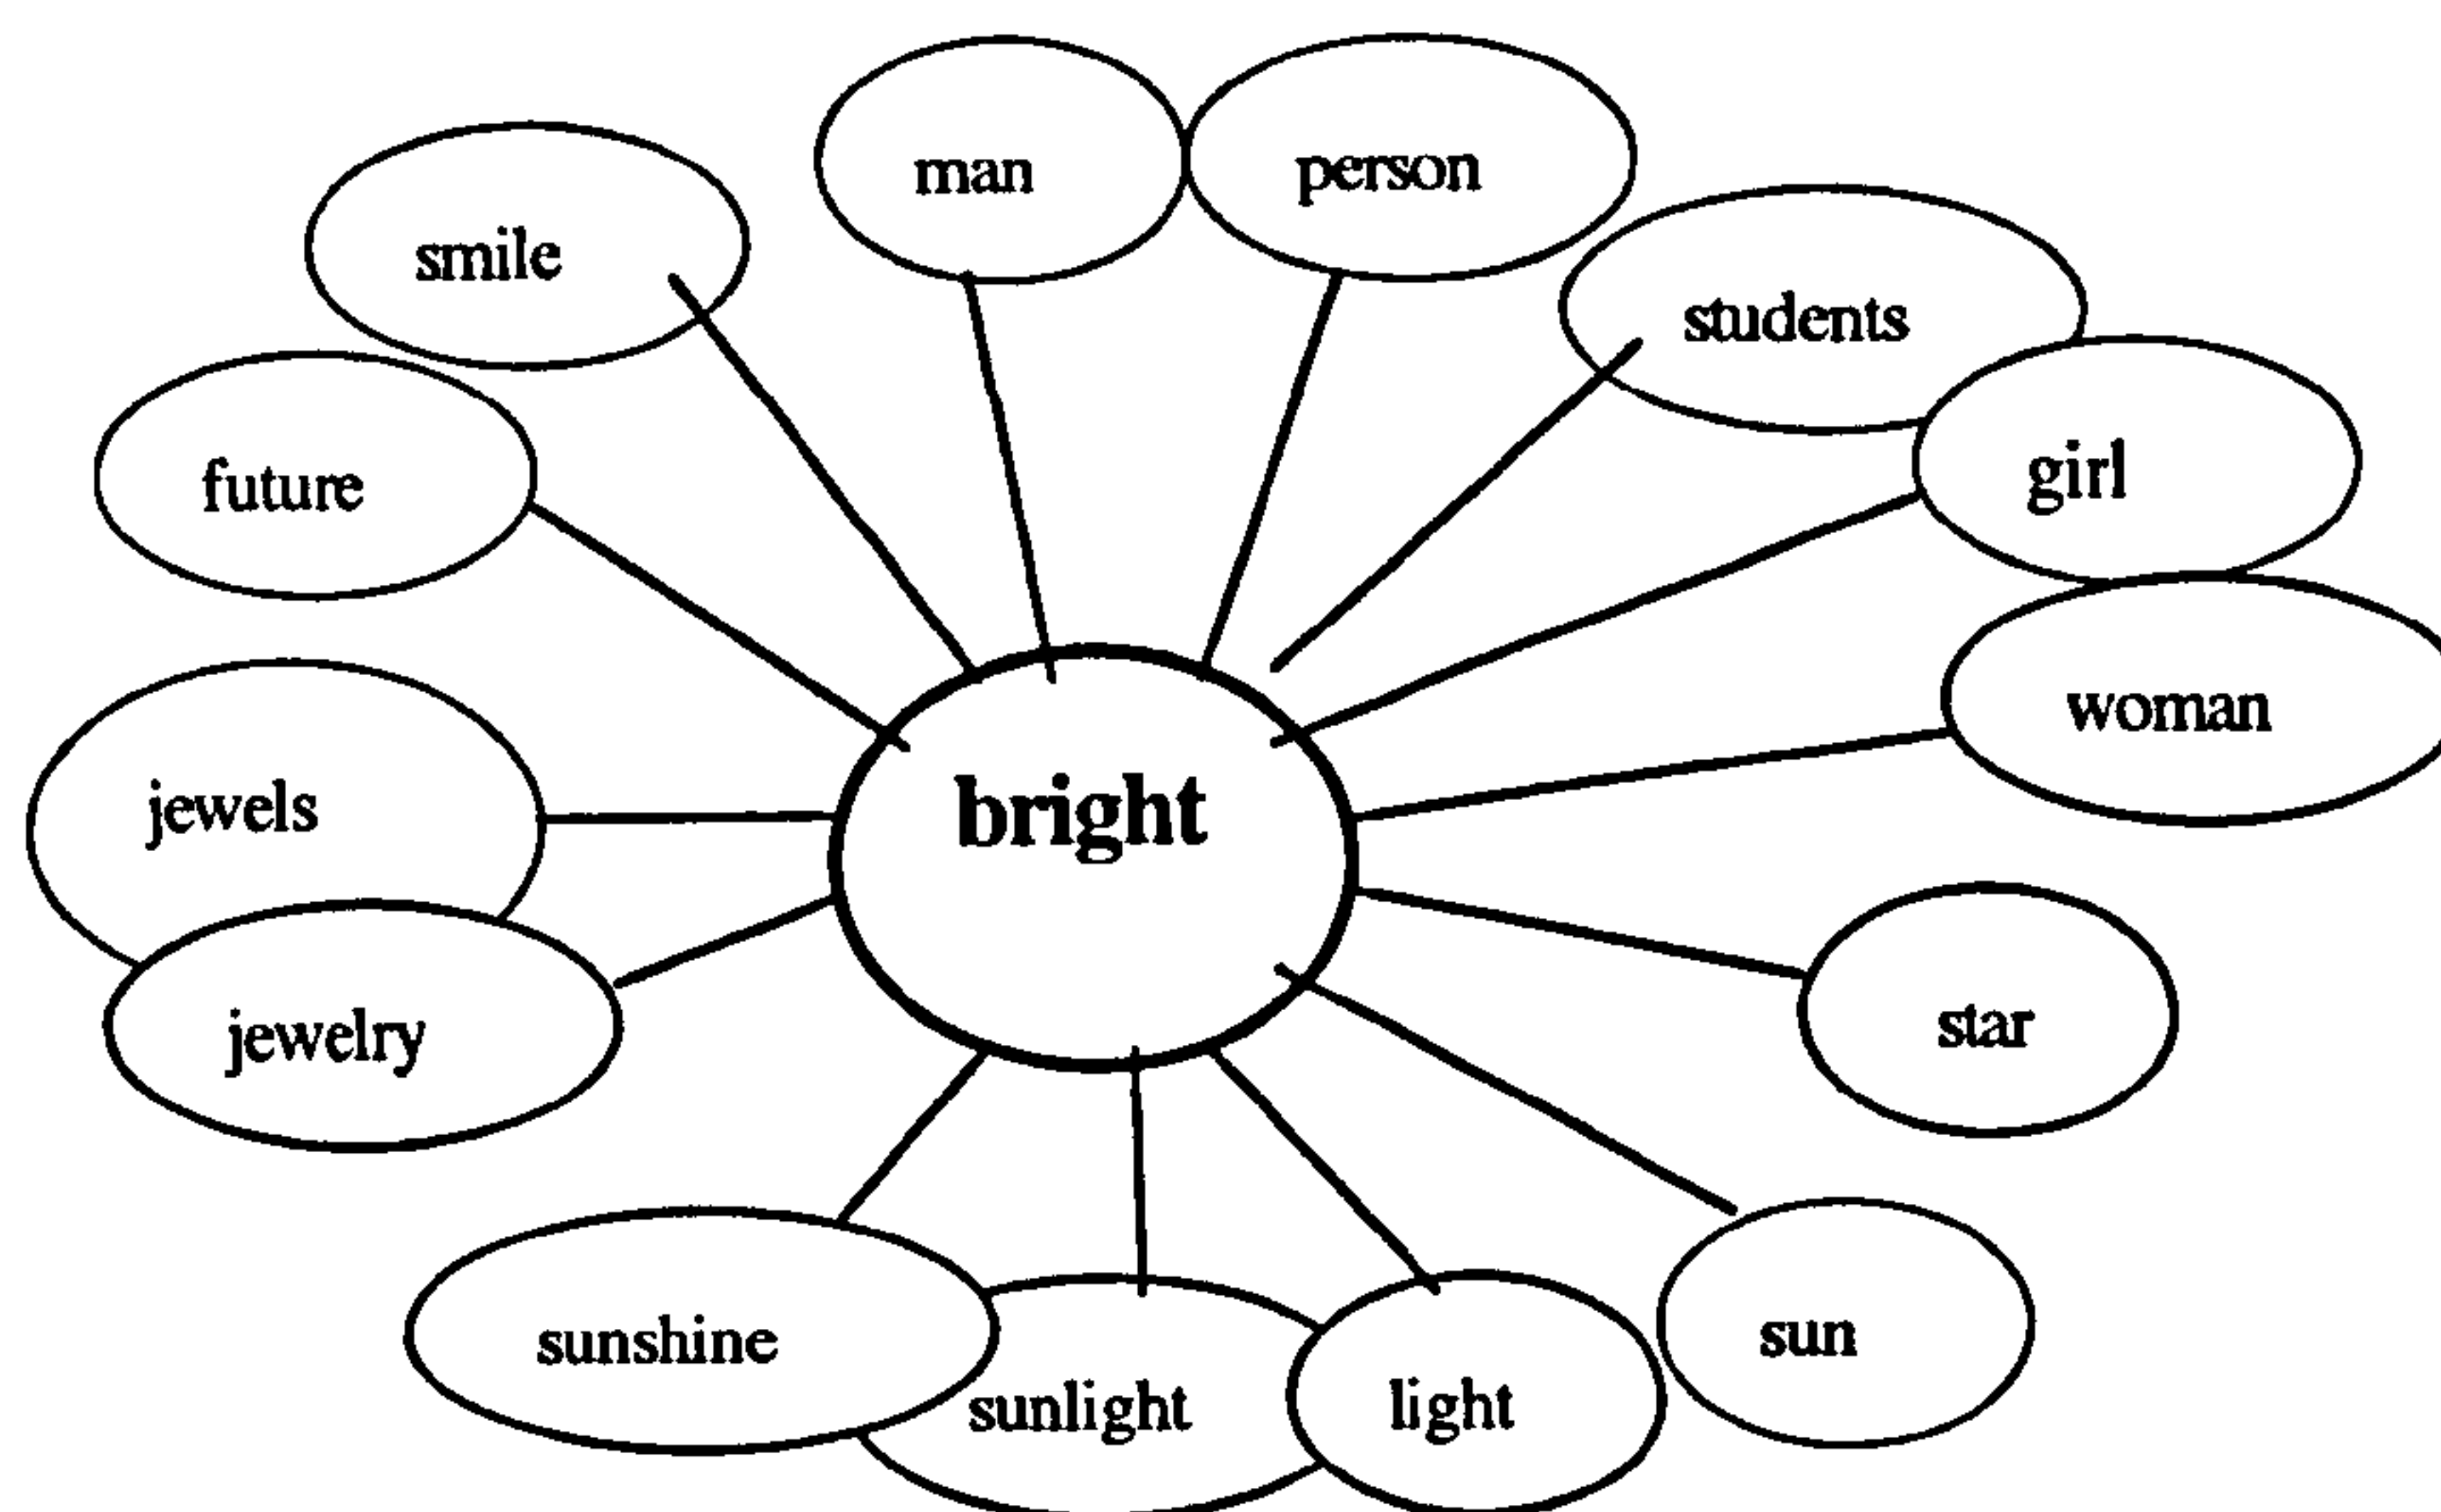 man
person
smile
students
girl
future
woman
bright
jewels
star
jewelry
sun
sunshine
sunlight
light